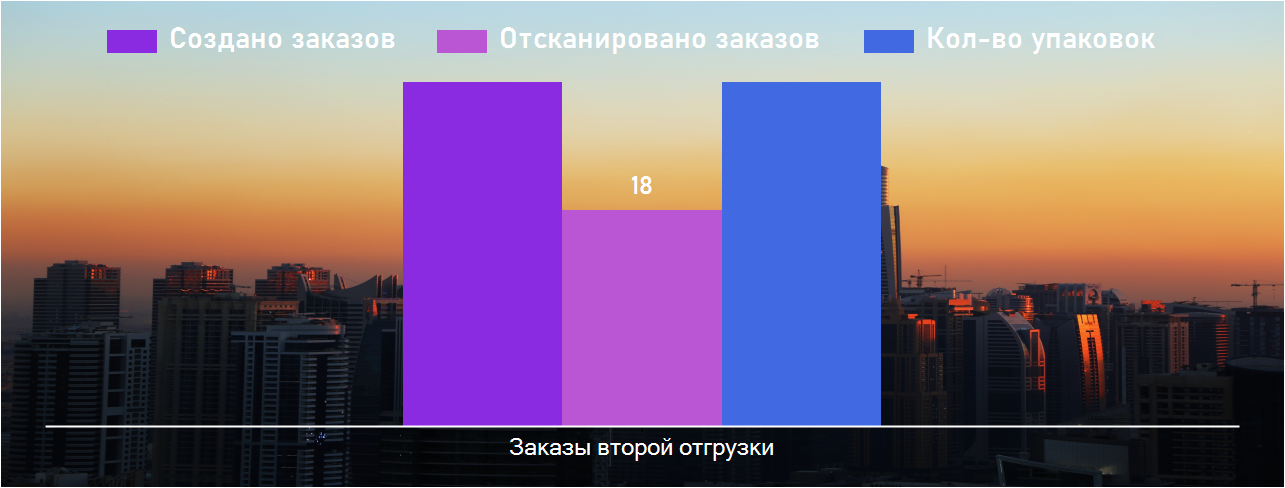 Создано заказов Отсканировано заказов Кол-во упаковок
18
Заказы второй отгрузки